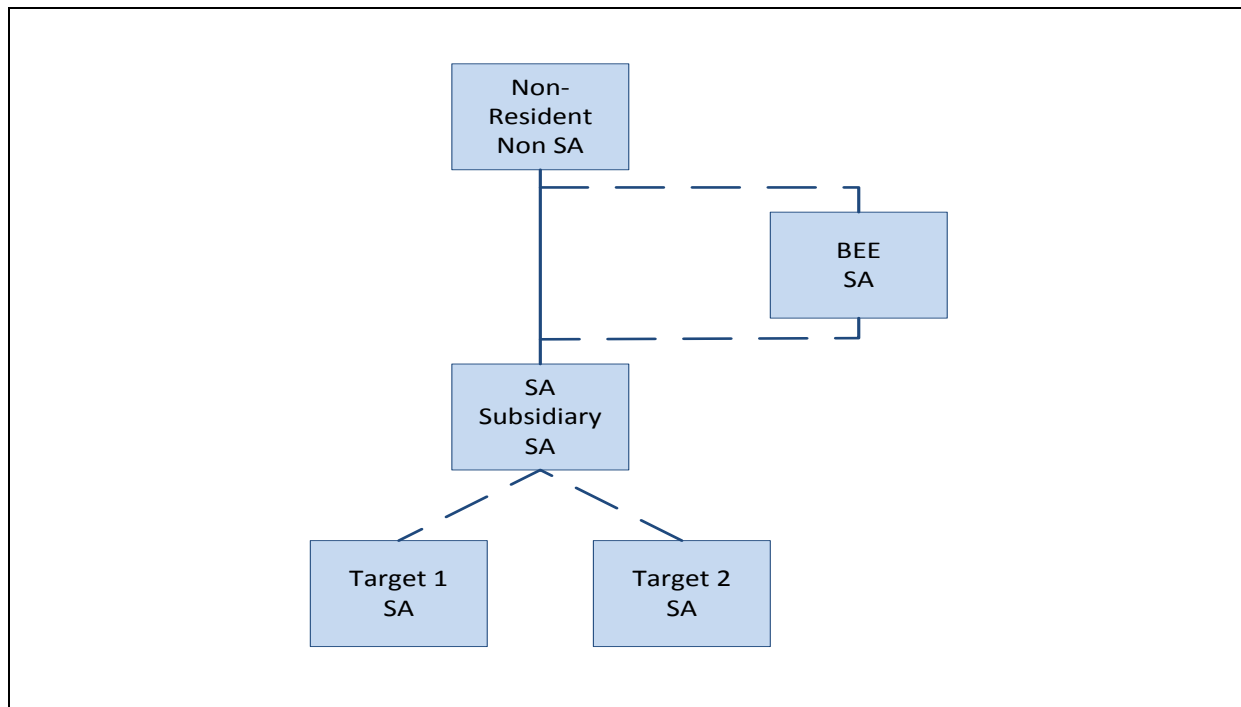 Non-
Resident
Non SA
BEE
SA
SA
Subsidiary
SA
Target 1
SA
Target 2
SA